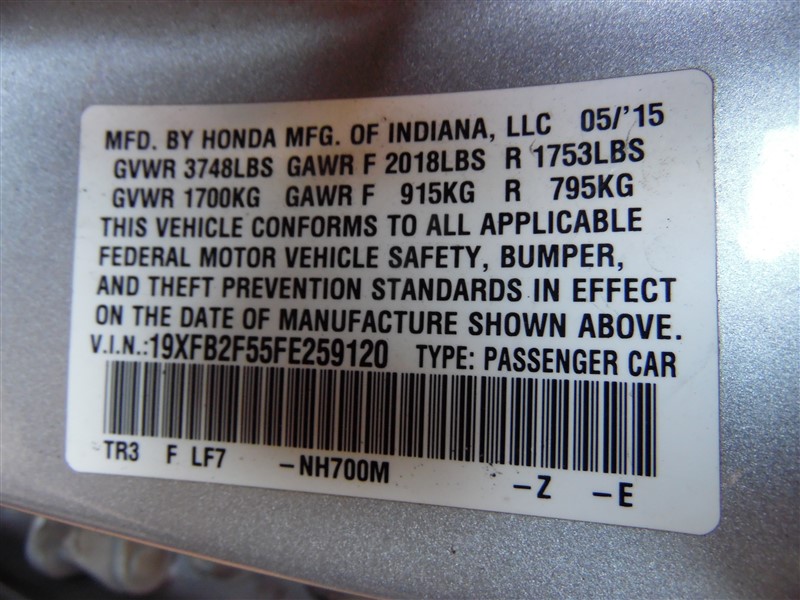 MFD. BY HONDA MFG. OF INDIANA, LLC 05/'15
GVWR 3748LBS GAWR F 2018LBS R 1753LBS
GVWR 1700KG GAWR F 915KG R 795KG
THIS VEHICLE CONFORMS TO ALL APPLICABLE
FEDERAL MOTOR VEHICLE SAFETY, BUMPER,
AND THEFT PREVENTION STANDARDS IN EFFECT
ON THE DATE OF MANUFACTURE SHOWN ABOVE.
V.I.N.:19XFB2F55FE259120 TYPE: PASSENGER CAR
TR3 F LF7 –NH700M –Z –E